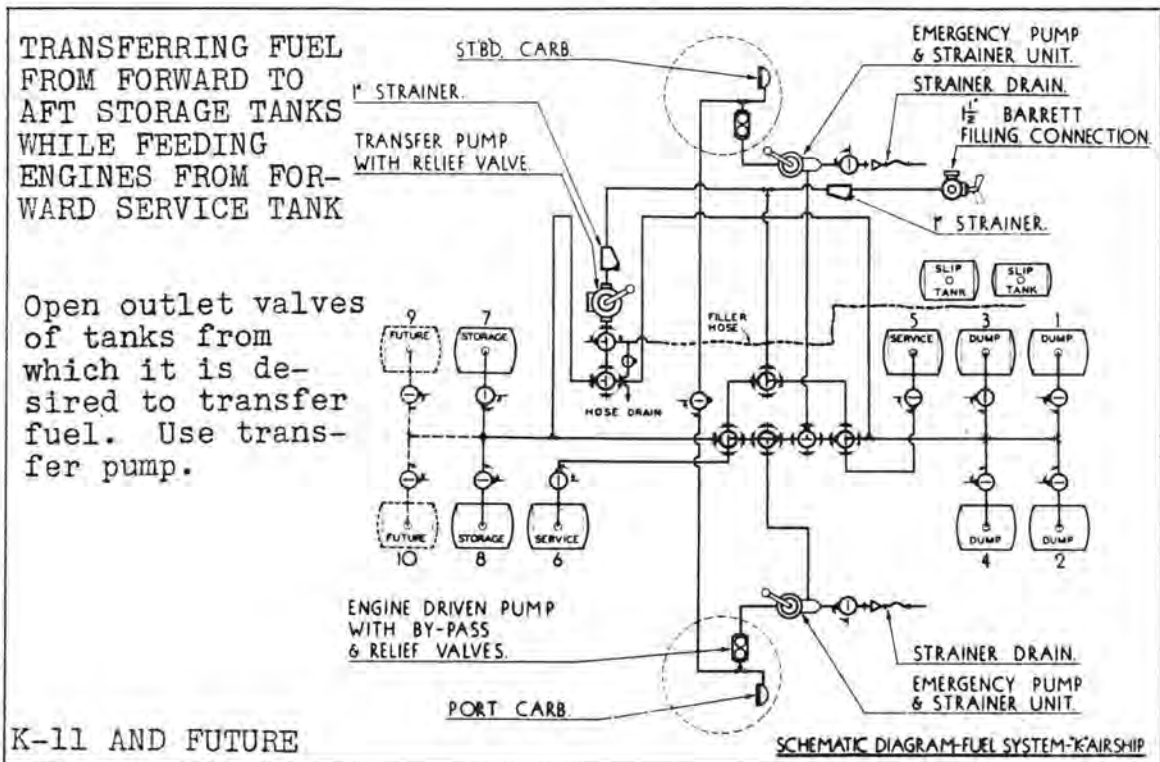 TRANSFERRING FUEL
FROM FORWARD TO
AFT STORAGE TANKS
WHILE FEEDING
ENGINES FROM FOR-
WARD SERVICE TANK
Open outlet valves
of tanks from
which it is de-
sired to transfer
fuel. Use trans-
fer pump.
K-11 AND FUTURE
STBD. CARB.
EMERGENCY PUMP
& STRAINER UNIT.
STRAINER DRAIN.
1½" BARRETT
FILLING CONNECTION
1" STRAINER.
TRANSFER PUMP
WITH RELIEF VALVE.
1" STRAINER.
SLIP
TANK
SLIP
TANK
FILLER
HOSE
HOSE DRAIN
9
FUTURE
7
STORAGE
5
SERVICE
3
DUMP
1
DUMP.
FUTURE
10
STORAGE
8
SERVICE
6
DUMP
4
DUMP
2
ENGINE DRIVEN PUMP
WITH BY-PASS
& RELIEF VALVES.
PORT CARB.
STRAINER DRAIN.
EMERGENCY PUMP
& STRAINER UNIT.
SCHEMATIC DIAGRAM-FUEL SYSTEM-"K"AIRSHIP